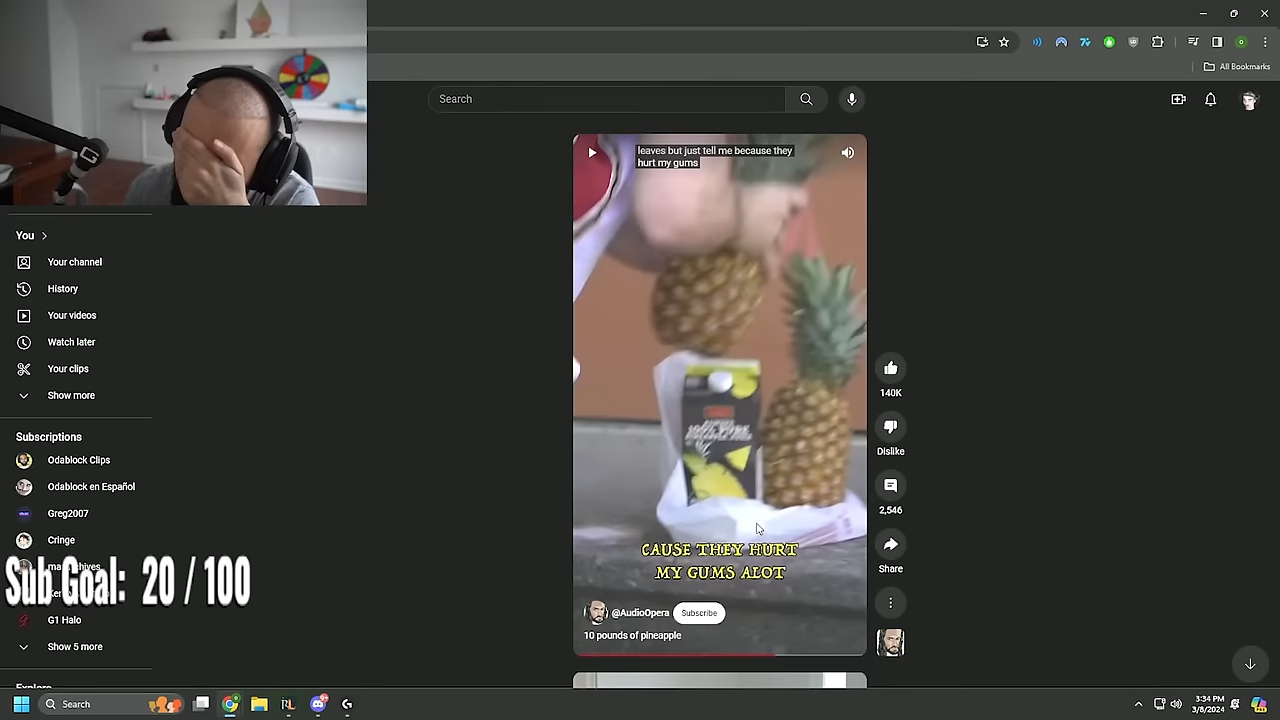 All Bookmarks
Search
leaves but just tell me because they
hurt my gums
You
Your channel
History
Your videos
Watch later
Your clips
Show more
Subscriptions
Odablock Clips
Odablock en Español
Greg2007
Cringe
Sub Goal: 20 / 100
G1 Halo
Show 5 more
140K
Dislike
2,546
Share
CAUSE THEY HURT
MY GUMS ALOT
@AudioOpera
Subscribe
10 pounds of pineapple
Search
3:34 PM
3/8/2024